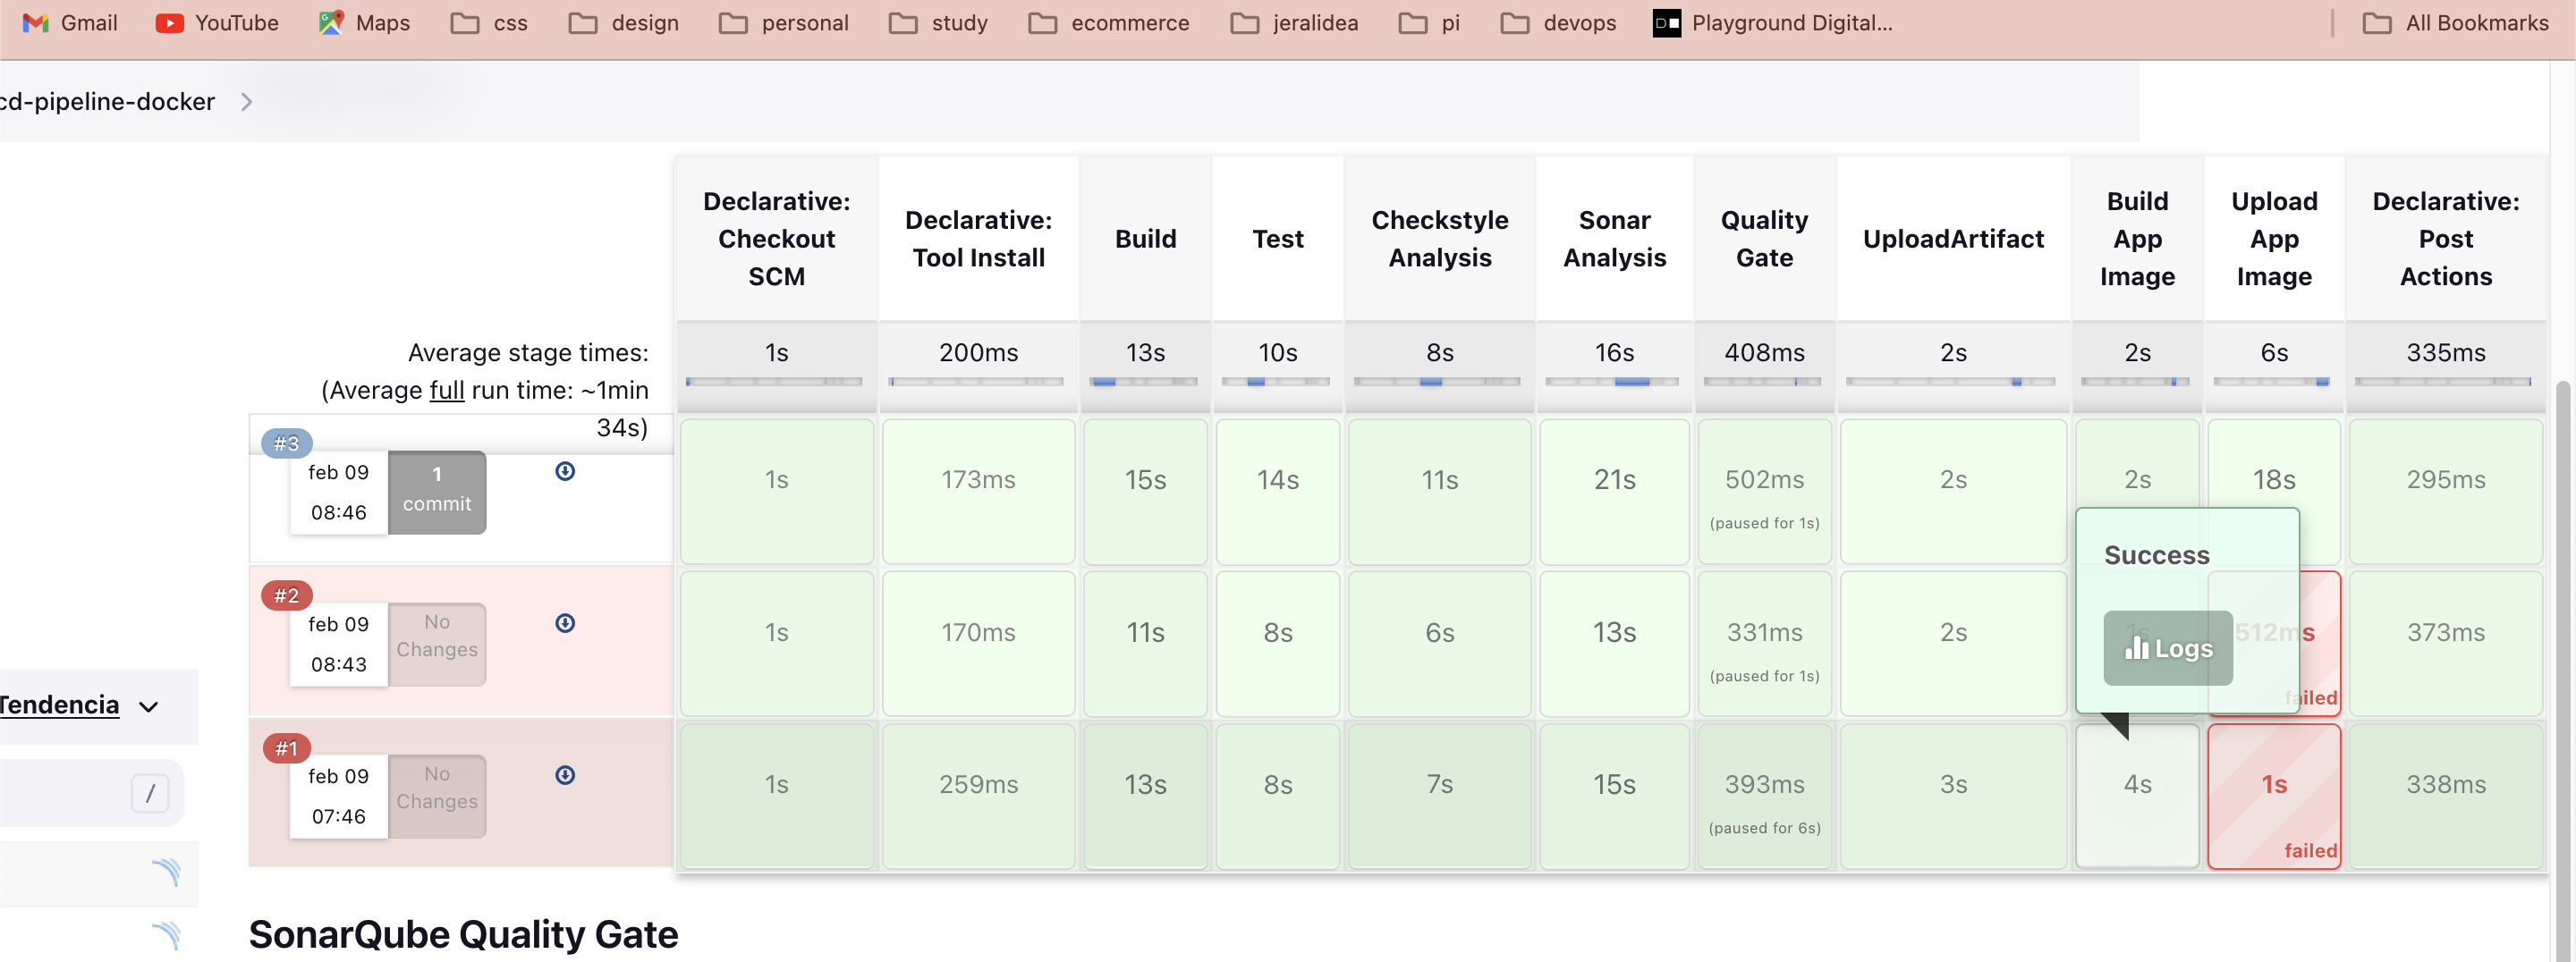 Gmail YouTube Maps css design personal study ecommerce jeralidea pi devops Playground Digital... All Bookmarks
cd-pipeline-docker
Declarative: Checkout SCM
Declarative: Tool Install
Build
Test
Checkstyle Analysis
Sonar Analysis
Quality Gate
UploadArtifact
Build App Image
Upload App Image
Declarative: Post Actions
Average stage times:
(Average full run time: ~1min
34s)
1s 200ms 13s 10s 8s 16s 408ms 2s 2s 6s 335ms
#3
feb 09
08:46
1
commit
1s 173ms 15s 14s 11s 21s 502ms 2s 2s 18s 295ms
(paused for 1s)
Success
Logs
#2
feb 09
08:43
No
Changes
1s 170ms 11s 8s 6s 13s 331ms 2s 1s 512ms 373ms
(paused for 1s)
failed
#1
feb 09
07:46
No
Changes
1s 259ms 13s 8s 7s 15s 393ms 3s 4s 1s 338ms
(paused for 6s)
failed
Tendencia
/
SonarQube Quality Gate